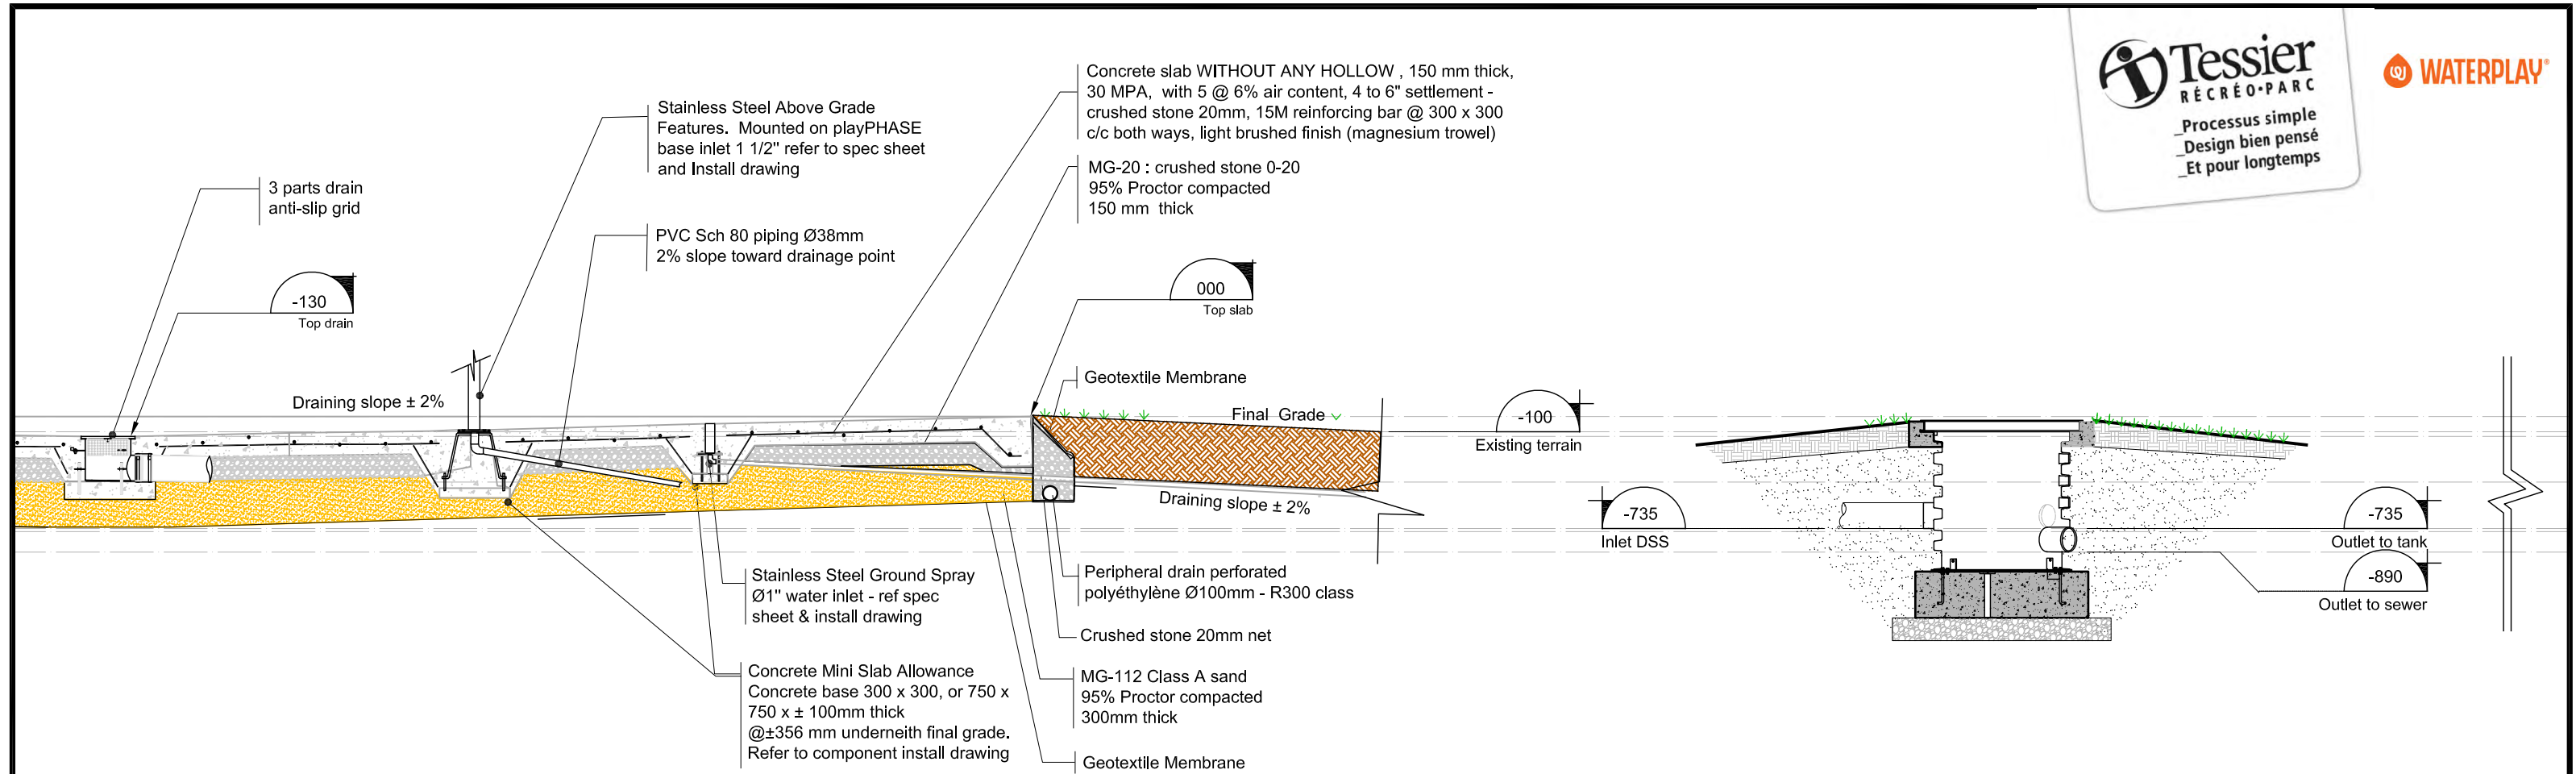 Tessier
RÉCRÉO•PARC
_Processus simple
_Design bien pensé
_Et pour longtemps
WATERPLAY®
Concrete slab WITHOUT ANY HOLLOW , 150 mm thick,
30 MPA, with 5 @ 6% air content, 4 to 6" settlement -
crushed stone 20mm, 15M reinforcing bar @ 300 x 300
c/c both ways, light brushed finish (magnesium trowel)
Stainless Steel Above Grade
Features. Mounted on playPHASE
base inlet 1 1/2" refer to spec sheet
and Install drawing
MG-20 : crushed stone 0-20
95% Proctor compacted
150 mm thick
3 parts drain
anti-slip grid
PVC Sch 80 piping Ø38mm
2% slope toward drainage point
-130
Top drain
000
Top slab
Geotextile Membrane
Draining slope ± 2%
Final Grade
-100
Existing terrain
Draining slope ± 2%
-735
Inlet DSS
-735
Outlet to tank
-890
Outlet to sewer
Stainless Steel Ground Spray
Ø1" water inlet - ref spec
sheet & install drawing
Peripheral drain perforated
polyéthylène Ø100mm - R300 class
Crushed stone 20mm net
Concrete Mini Slab Allowance
Concrete base 300 x 300, or 750 x
750 x ± 100mm thick
@±356 mm underneith final grade.
Refer to component install drawing
MG-112 Class A sand
95% Proctor compacted
300mm thick
Geotextile Membrane